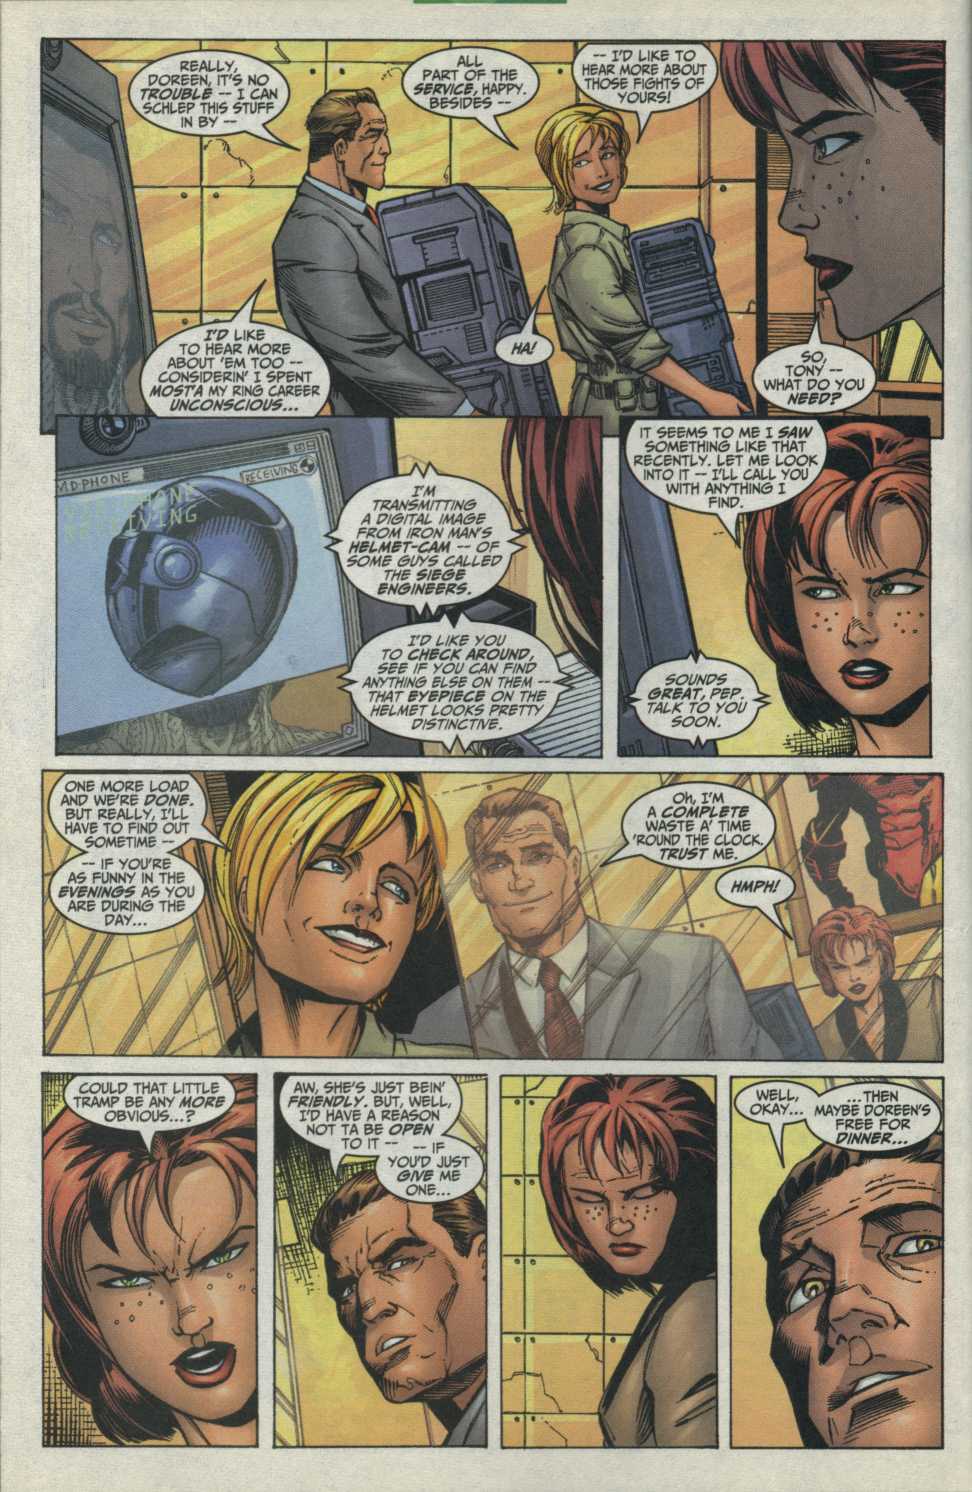 REALLY,
DOREEN, IT'S NO
TROUBLE -- I CAN
SCHLEP THIS STUFF
IN BY --
ALL
PART OF THE
SERVICE, HAPPY.
BESIDES --
-- I'D LIKE TO
HEAR MORE ABOUT
THOSE FIGHTS OF
YOURS!
I'D LIKE
TO HEAR MORE
ABOUT 'EM TOO --
CONSIDERIN' I SPENT
MOST'A MY RING CAREER
UNCONSCIOUS...
HA!
SO,
TONY --
WHAT DO YOU
NEED?
M.D-PHONE
RECEIVING
RECEIVING
I'M
TRANSMITTING
A DIGITAL IMAGE
FROM IRON MAN'S
HELMET-CAM -- OF
SOME GUYS CALLED
THE SIEGE
ENGINEERS.
I'D LIKE YOU
TO CHECK AROUND,
SEE IF YOU CAN FIND
ANYTHING ELSE ON THEM --
THAT EYEPIECE ON THE
HELMET LOOKS PRETTY
DISTINCTIVE.
IT SEEMS TO ME I SAW
SOMETHING LIKE THAT
RECENTLY. LET ME LOOK
INTO IT -- I'LL CALL YOU
WITH ANYTHING I
FIND.
SOUNDS
GREAT, PEP.
TALK TO YOU
SOON.
ONE MORE LOAD
AND WE'RE DONE.
BUT REALLY, I'LL
HAVE TO FIND OUT
SOMETIME --
-- IF YOU'RE
AS FUNNY IN THE
EVENINGS AS YOU
ARE DURING THE
DAY...
OH, I'M
A COMPLETE
WASTE A' TIME
'ROUND THE CLOCK.
TRUST ME.
HMPH!
COULD THAT LITTLE
TRAMP BE ANY MORE
OBVIOUS...?
AW, SHE'S JUST BEIN'
FRIENDLY. BUT, WELL,
I'D HAVE A REASON
NOT TA BE OPEN
TO IT --
-- IF
YOU'D JUST
GIVE ME
ONE...
WELL,
OKAY...
...THEN
MAYBE DOREEN'S
FREE FOR
DINNER...